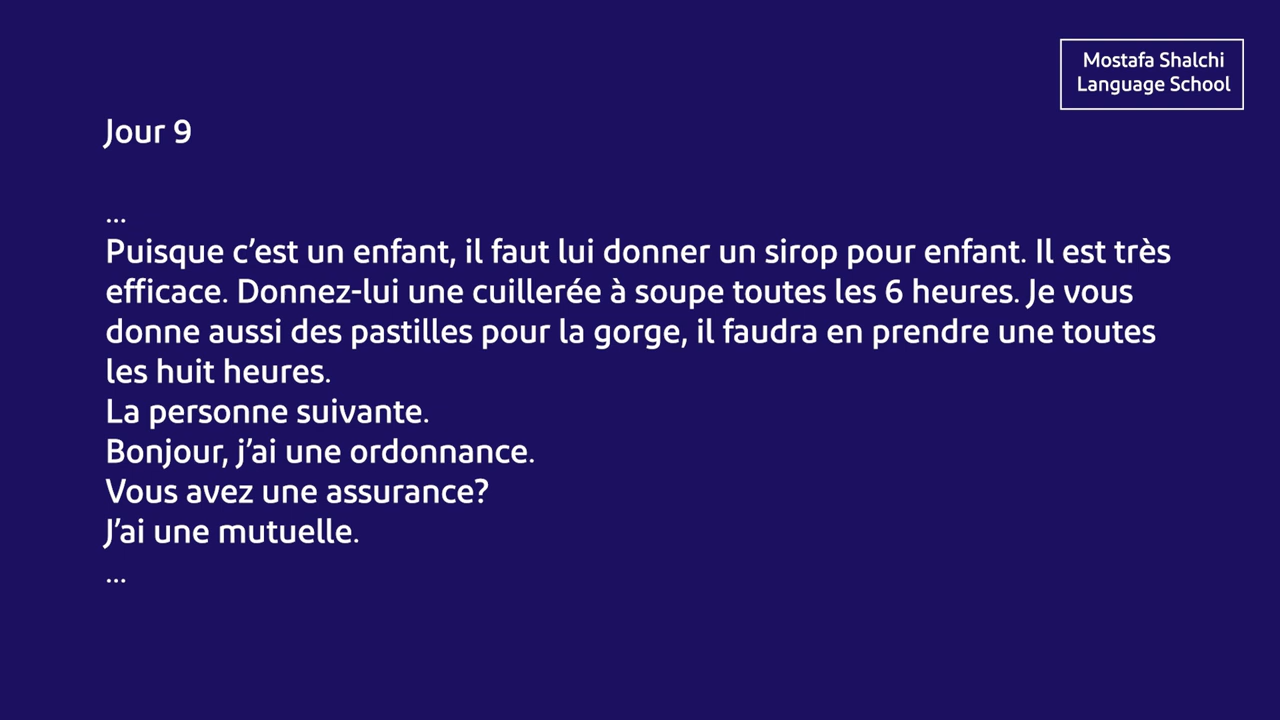 Mostafa Shalchi
Language School
Jour 9
...
Puisque c’est un enfant, il faut lui donner un sirop pour enfant. Il est très
efficace. Donnez-lui une cuillerée à soupe toutes les 6 heures. Je vous
donne aussi des pastilles pour la gorge, il faudra en prendre une toutes
les huit heures.
La personne suivante.
Bonjour, j’ai une ordonnance.
Vous avez une assurance?
J’ai une mutuelle.
...